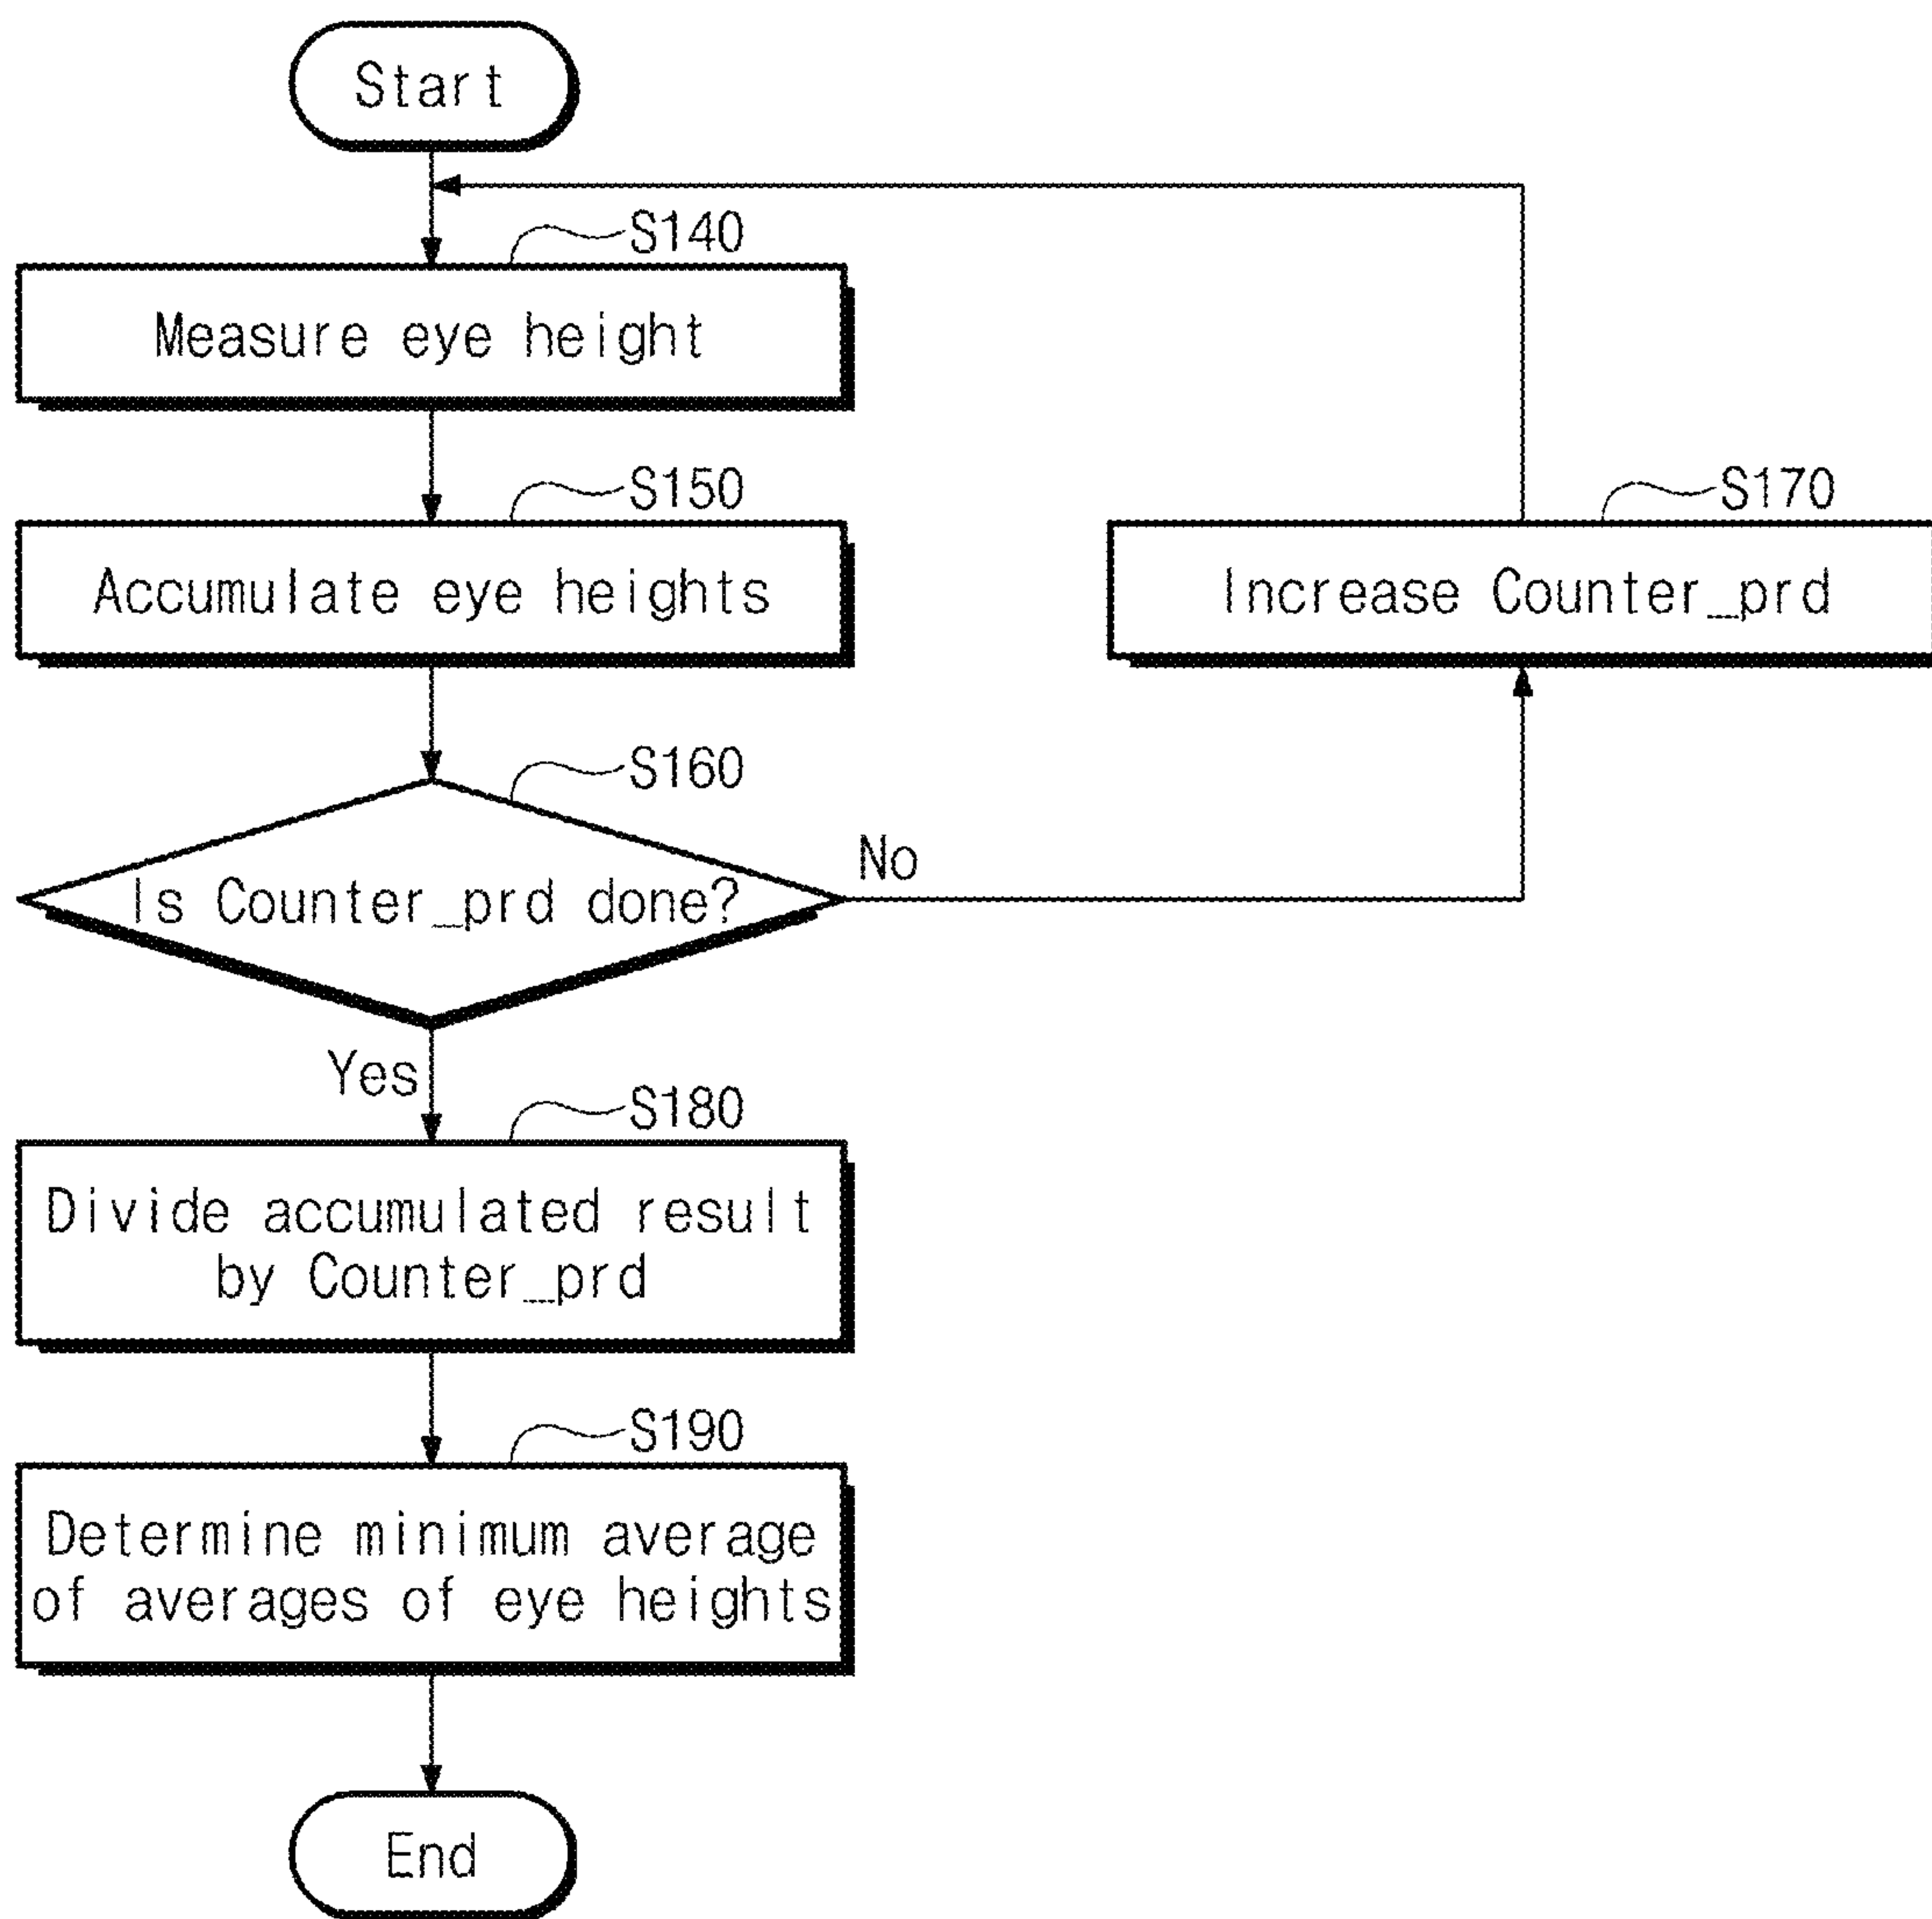 Start
S140
Measure eye height
S150
Accumulate eye heights
S170
Increase Counter_prd
S160
Is Counter_prd done?
No
Yes
S180
Divide accumulated result
by Counter_prd
S190
Determine minimum average
of averages of eye heights
End